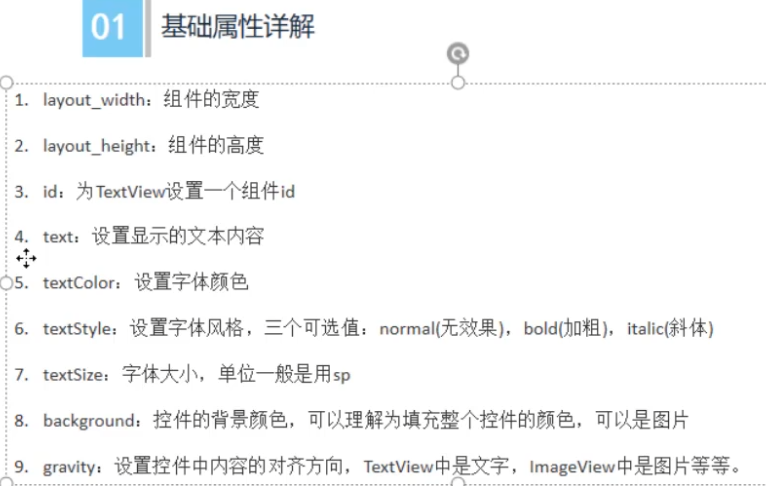 01 基础属性详解
1. layout_width：组件的宽度
2. layout_height：组件的高度
3. id：为TextView设置一个组件id
4. text：设置显示的文本内容
5. textColor：设置字体颜色
6. textStyle：设置字体风格，三个可选值：normal(无效果)，bold(加粗)，italic(斜体)
7. textSize：字体大小，单位一般是用sp
8. background：控件的背景颜色，可以理解为填充整个控件的颜色，可以是图片
9. gravity：设置控件中内容的对齐方向，TextView中是文字，ImageView中是图片等等。